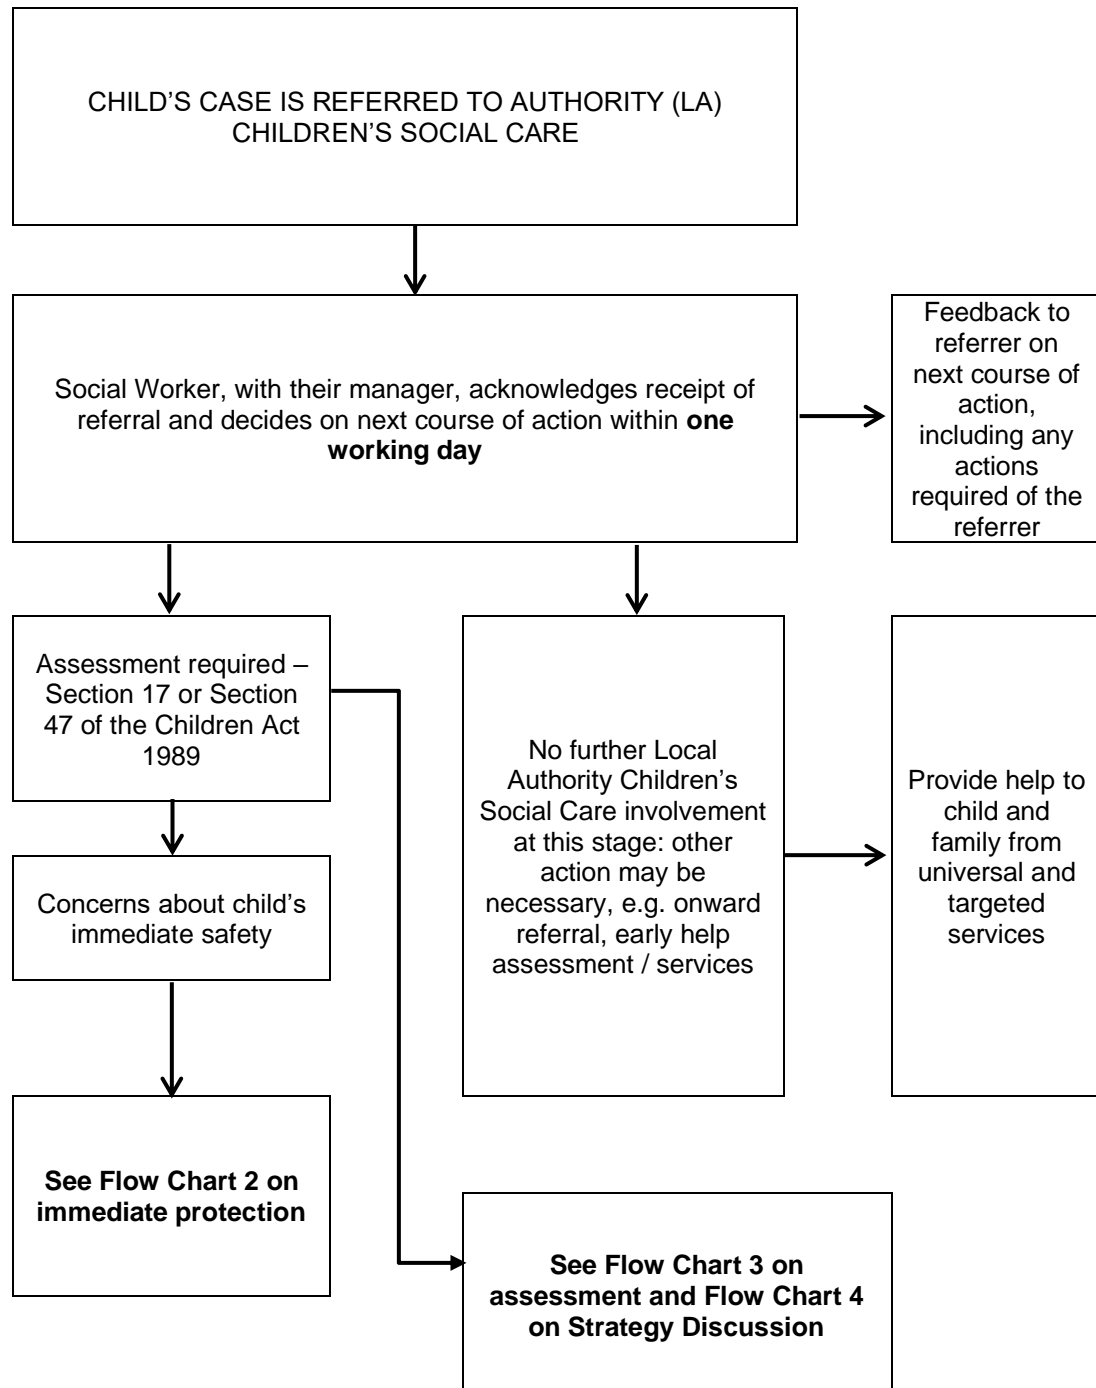 CHILD’S CASE IS REFERRED TO AUTHORITY (LA)
CHILDREN’S SOCIAL CARE
Social Worker, with their manager, acknowledges receipt of
referral and decides on next course of action within one
working day
Feedback to
referrer on
next course of
action,
including any
actions
required of the
referrer
Assessment required –
Section 17 or Section
47 of the Children Act
1989
No further Local
Authority Children’s
Social Care involvement
at this stage: other
action may be
necessary, e.g. onward
referral, early help
assessment / services
Provide help to
child and
family from
universal and
targeted
services
Concerns about child’s
immediate safety
See Flow Chart 2 on
immediate protection
See Flow Chart 3 on
assessment and Flow Chart 4
on Strategy Discussion